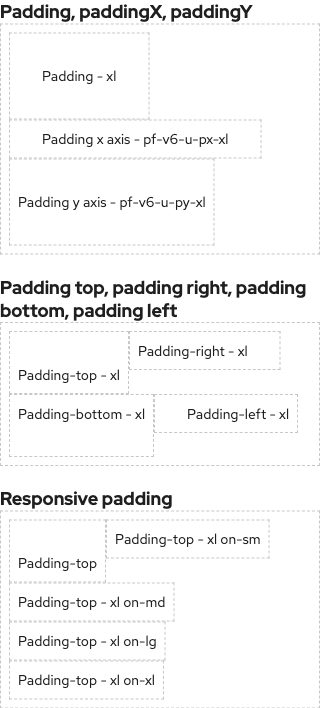 Padding, paddingX, paddingY
Padding - xl
Padding x axis - pf-v6-u-px-xl
Padding y axis - pf-v6-u-py-xl
Padding top, padding right, padding
bottom, padding left
Padding-top - xl
Padding-right - xl
Padding-bottom - xl
Padding-left - xl
Responsive padding
Padding-top
Padding-top - xl on-sm
Padding-top - xl on-md
Padding-top - xl on-lg
Padding-top - xl on-xl